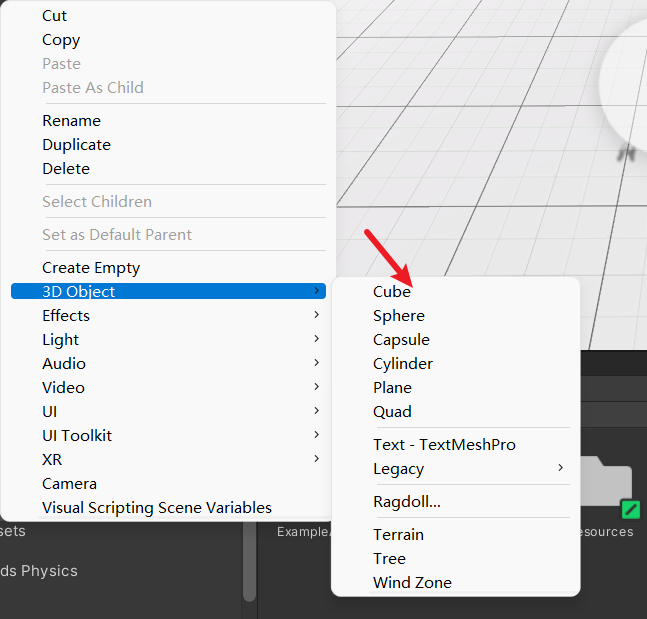 Cut
Copy
Paste
Paste As Child
Rename
Duplicate
Delete
Select Children
Set as Default Parent
Create Empty
3D Object
Effects
Light
Audio
Video
UI
UI Toolkit
XR
Camera
Visual Scripting Scene Variables
Cube
Sphere
Capsule
Cylinder
Plane
Quad
Text - TextMeshPro
Legacy
Ragdoll...
Terrain
Tree
Wind Zone
sets
ds Physics
Example
esources